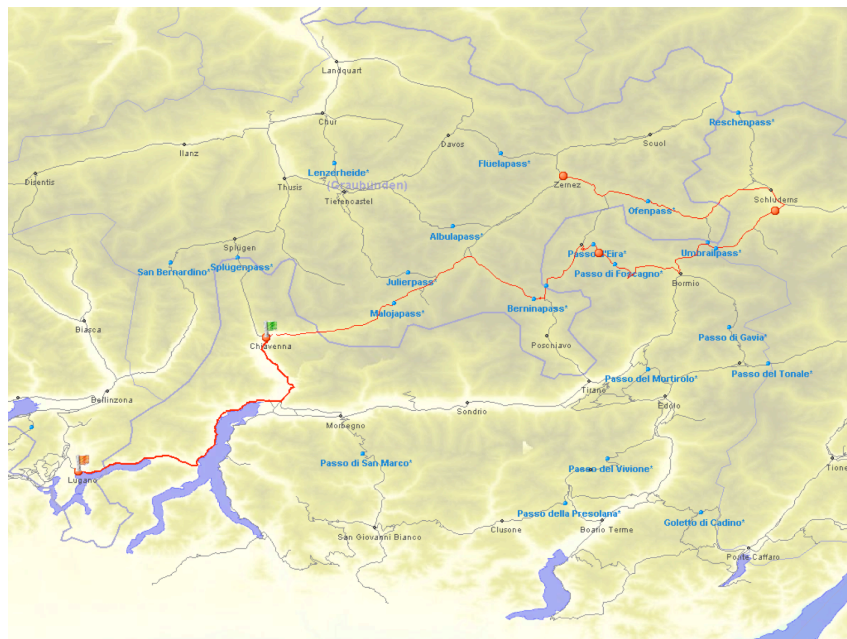 Landquart
Reschenpass*
Chur
Davos
Scuol
Ilanz
Fluelapass*
Lenzerheide*
Disentis
Thusis
(Graubünden)
Zernez
Tiefencastel
Schluderns
Ofenpass*
Albulapass*
Splügen
Passo d'Eira*
Umbrailpass*
San Bernardino*
Splugenpass*
Passo di Foscagno*
Julierpass*
Bormio
Malojapass*
Berninapass*
Biasca
Passo di Gavia*
Chiavenna
Poschiavo
Passo del Mortirolo*
Passo del Tonale*
Tirano
Bellinzona
Edolo
Sondrio
Morbegno
Passo di San Marco*
Passo del Vivione*
Tione
Lugano
Passo della Presolana*
Goletto di Cadino*
San Giovanni Bianco
Clusone
Boario Terme
Ponte Caffaro